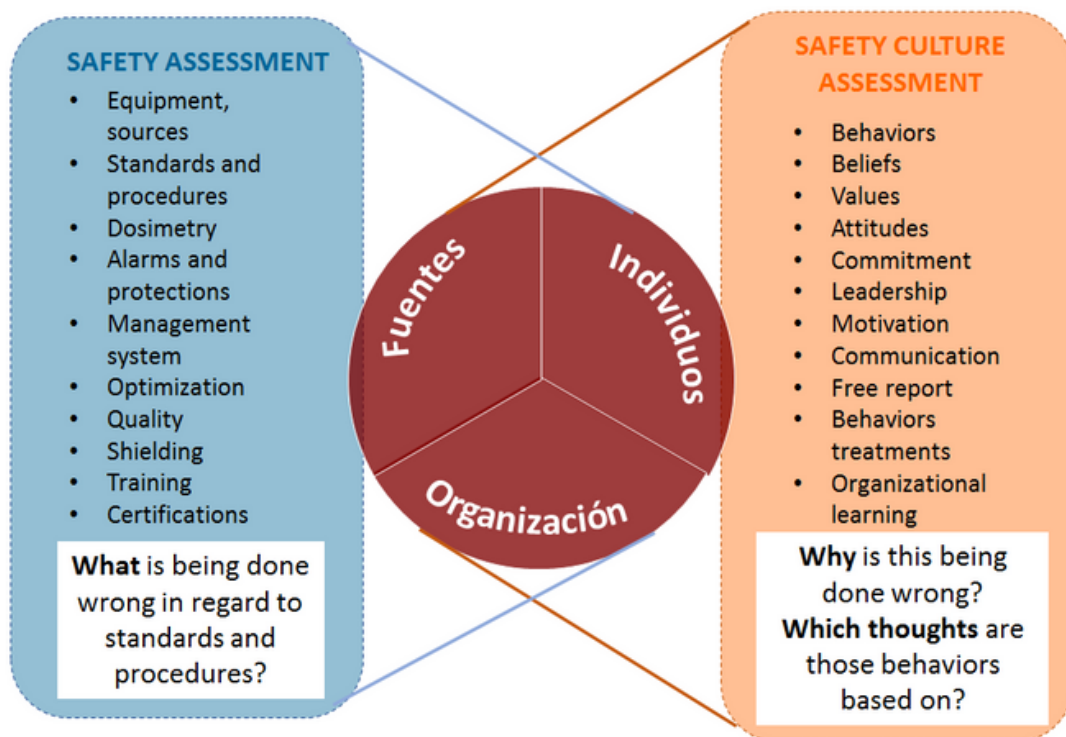 SAFETY ASSESSMENT
• Equipment,
sources
• Standards and
procedures
• Dosimetry
• Alarms and
protections
• Management
system
• Optimization
• Quality
• Shielding
• Training
• Certifications
What is being done
wrong in regard to
standards and
procedures?
Fuentes
Individuos
Organización
SAFETY CULTURE
ASSESSMENT
• Behaviors
• Beliefs
• Values
• Attitudes
• Commitment
• Leadership
• Motivation
• Communication
• Free report
• Behaviors
treatments
• Organizational
learning
Why is this being
done wrong?
Which thoughts are
those behaviors
based on?